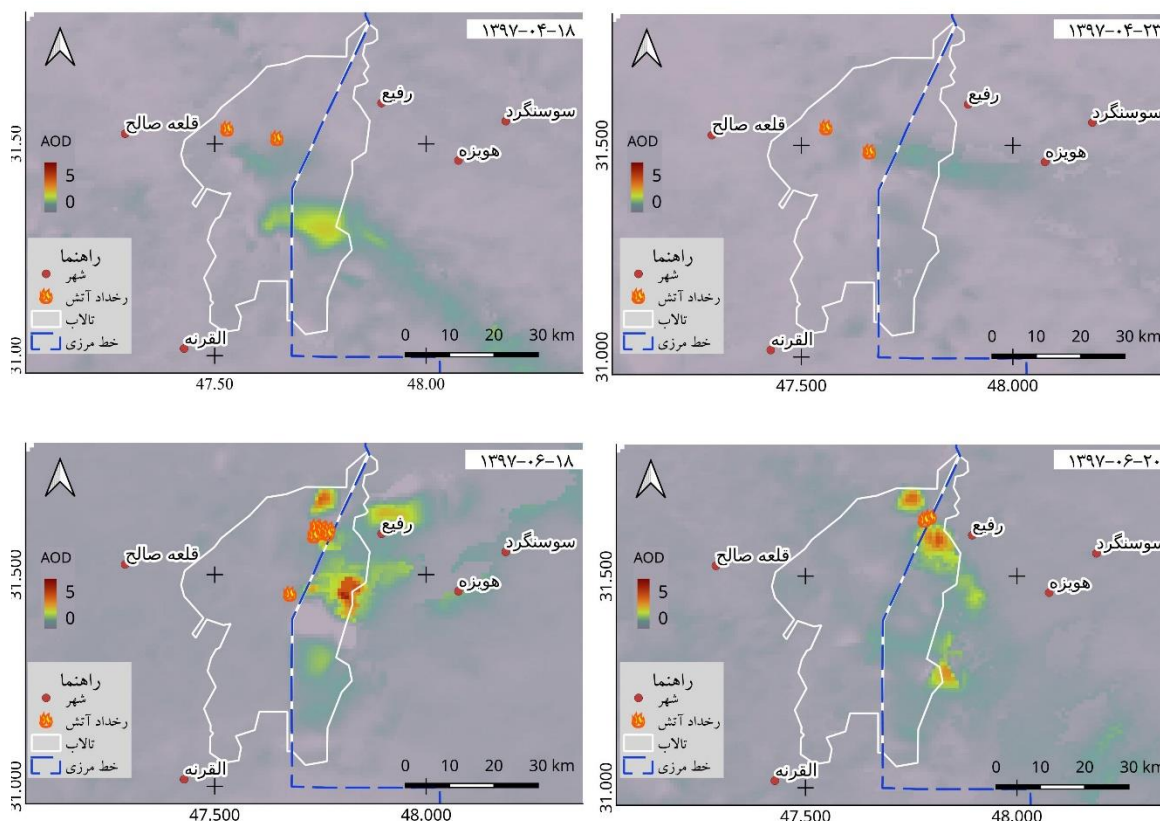 ۱۳۹۷-۰۴-۱۸
رفیع
سوسنگرد
قلعه صالح
هویزه
31.50
AOD
5
0
راهنما
شهر
رخداد آتش
تالاب
خط مرزی
القرنه
0 10 20 30 km
31.00
47.50 48.00
۱۳۹۷-۰۴-۲۳
رفیع
سوسنگرد
قلعه صالح
هویزه
31.500
AOD
5
0
راهنما
شهر
رخداد آتش
تالاب
خط مرزی
القرنه
0 10 20 30 km
31.000
47.500 48.000
۱۳۹۷-۰۶-۱۸
رفیع
سوسنگرد
قلعه صالح
هویزه
31.500
AOD
5
0
راهنما
شهر
رخداد آتش
تالاب
خط مرزی
القرنه
0 10 20 30 km
31.000
47.500 48.000
۱۳۹۷-۰۶-۲۰
رفیع
سوسنگرد
قلعه صالح
هویزه
31.500
AOD
5
0
راهنما
شهر
رخداد آتش
تالاب
خط مرزی
القرنه
0 10 20 30 km
31.000
47.500 48.000